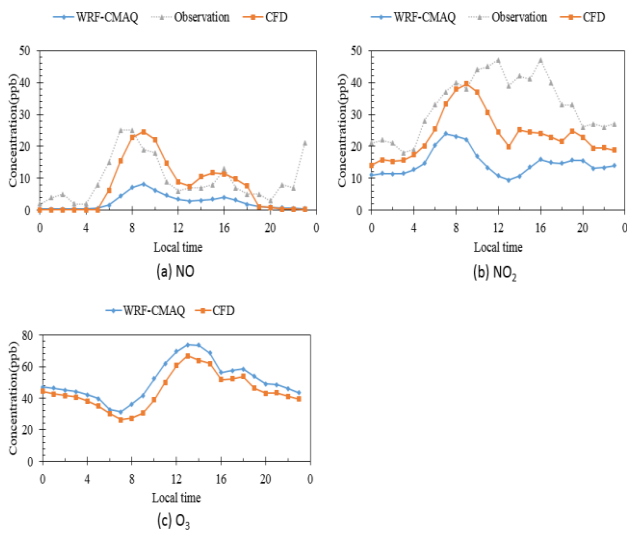 WRF-CMAQ Observation CFD
50
40
30
20
10
0
Concentration(ppb)
0 4 8 12 16 20 0
Local time
(a) NO
WRF-CMAQ Observation CFD
50
40
30
20
10
0
Concentration(ppb)
0 4 8 12 16 20 0
Local time
(b) NO₂
WRF-CMAQ CFD
80
60
40
20
0
Concentration(ppb)
0 4 8 12 16 20 0
Local time
(c) O₃